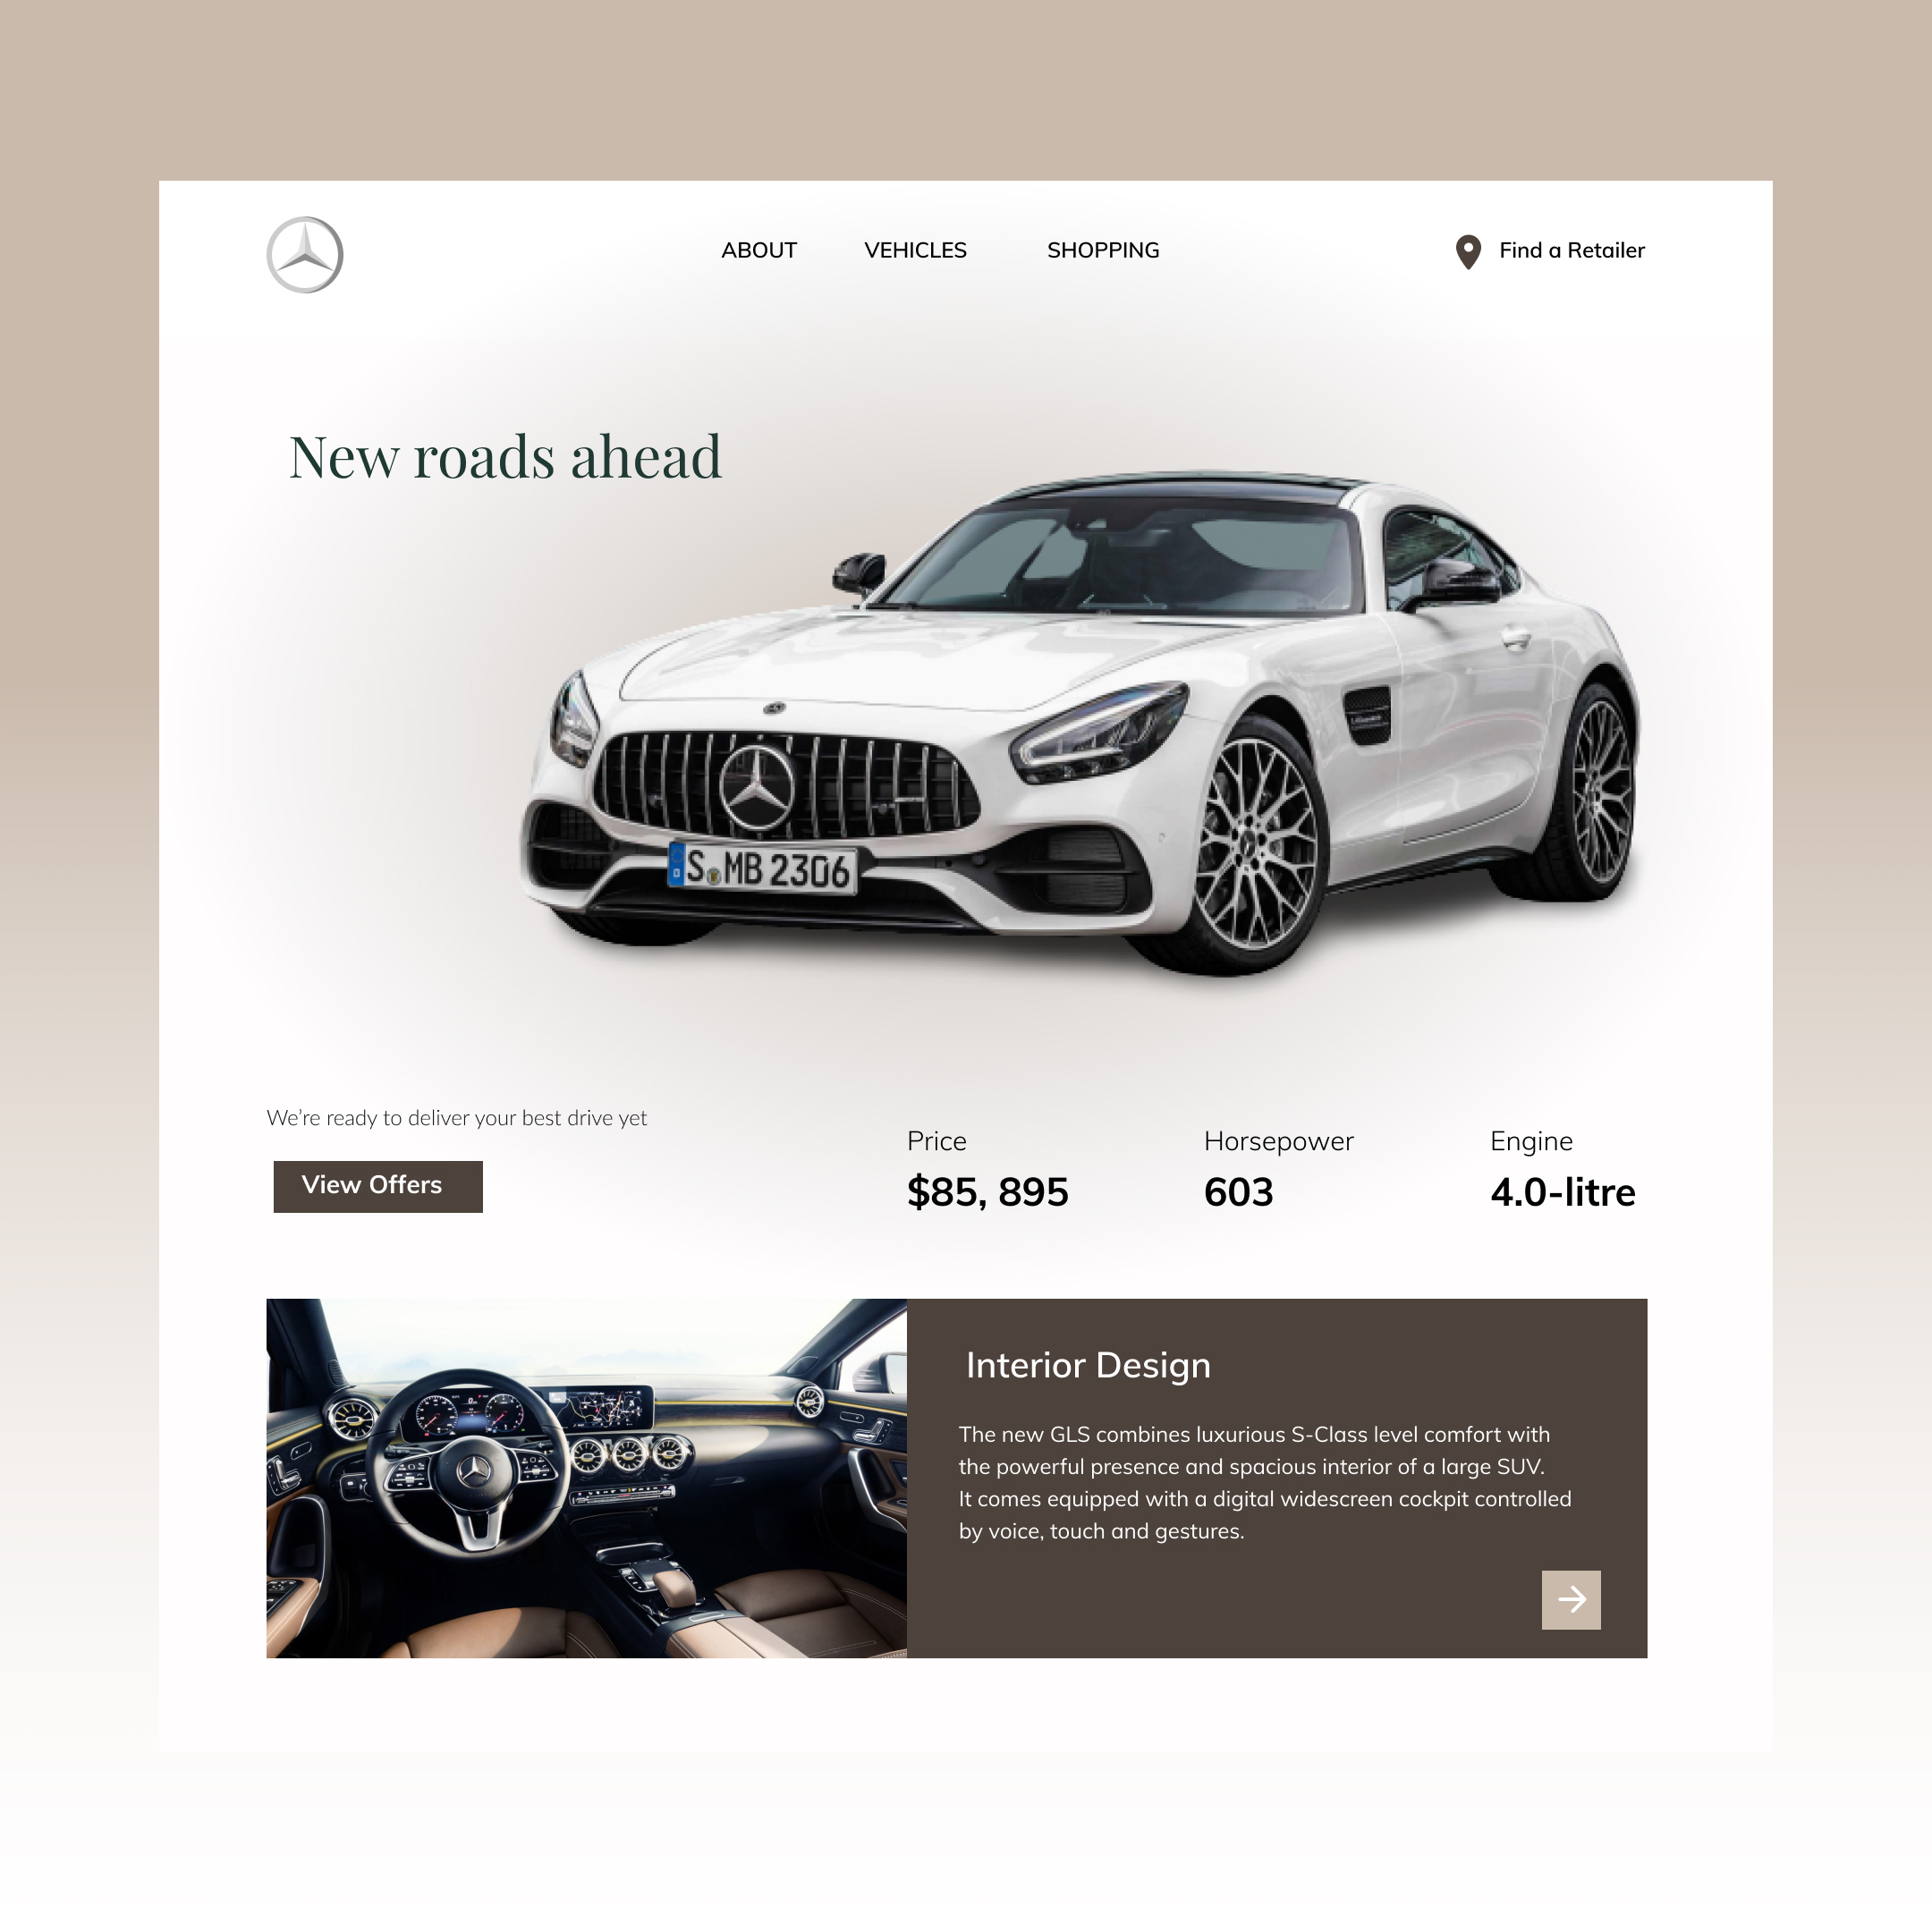 ABOUT VEHICLES SHOPPING Find a Retailer
New roads ahead
S MB 2306
We're ready to deliver your best drive yet
View Offers
Price Horsepower Engine
$85, 895 603 4.0-litre
Interior Design
The new GLS combines luxurious S-Class level comfort with
the powerful presence and spacious interior of a large SUV.
It comes equipped with a digital widescreen cockpit controlled
by voice, touch and gestures.